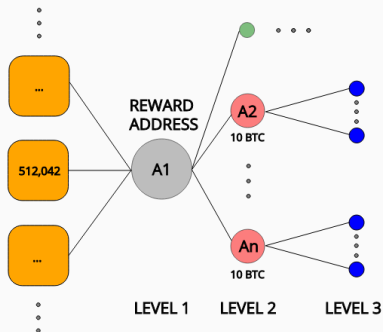 ...
REWARD
ADDRESS
512,042
A1
A2
10 BTC
...
An
10 BTC
LEVEL 1 LEVEL 2 LEVEL 3